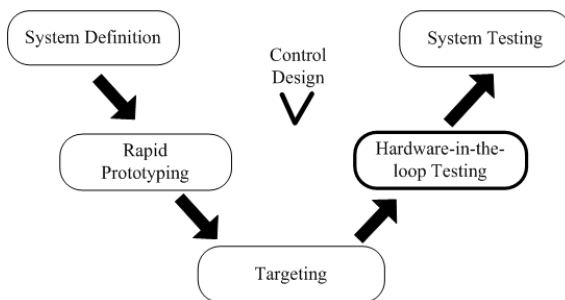 System Definition
System Testing
Control
Design
Rapid
Prototyping
Hardware-in-the-
loop Testing
Targeting